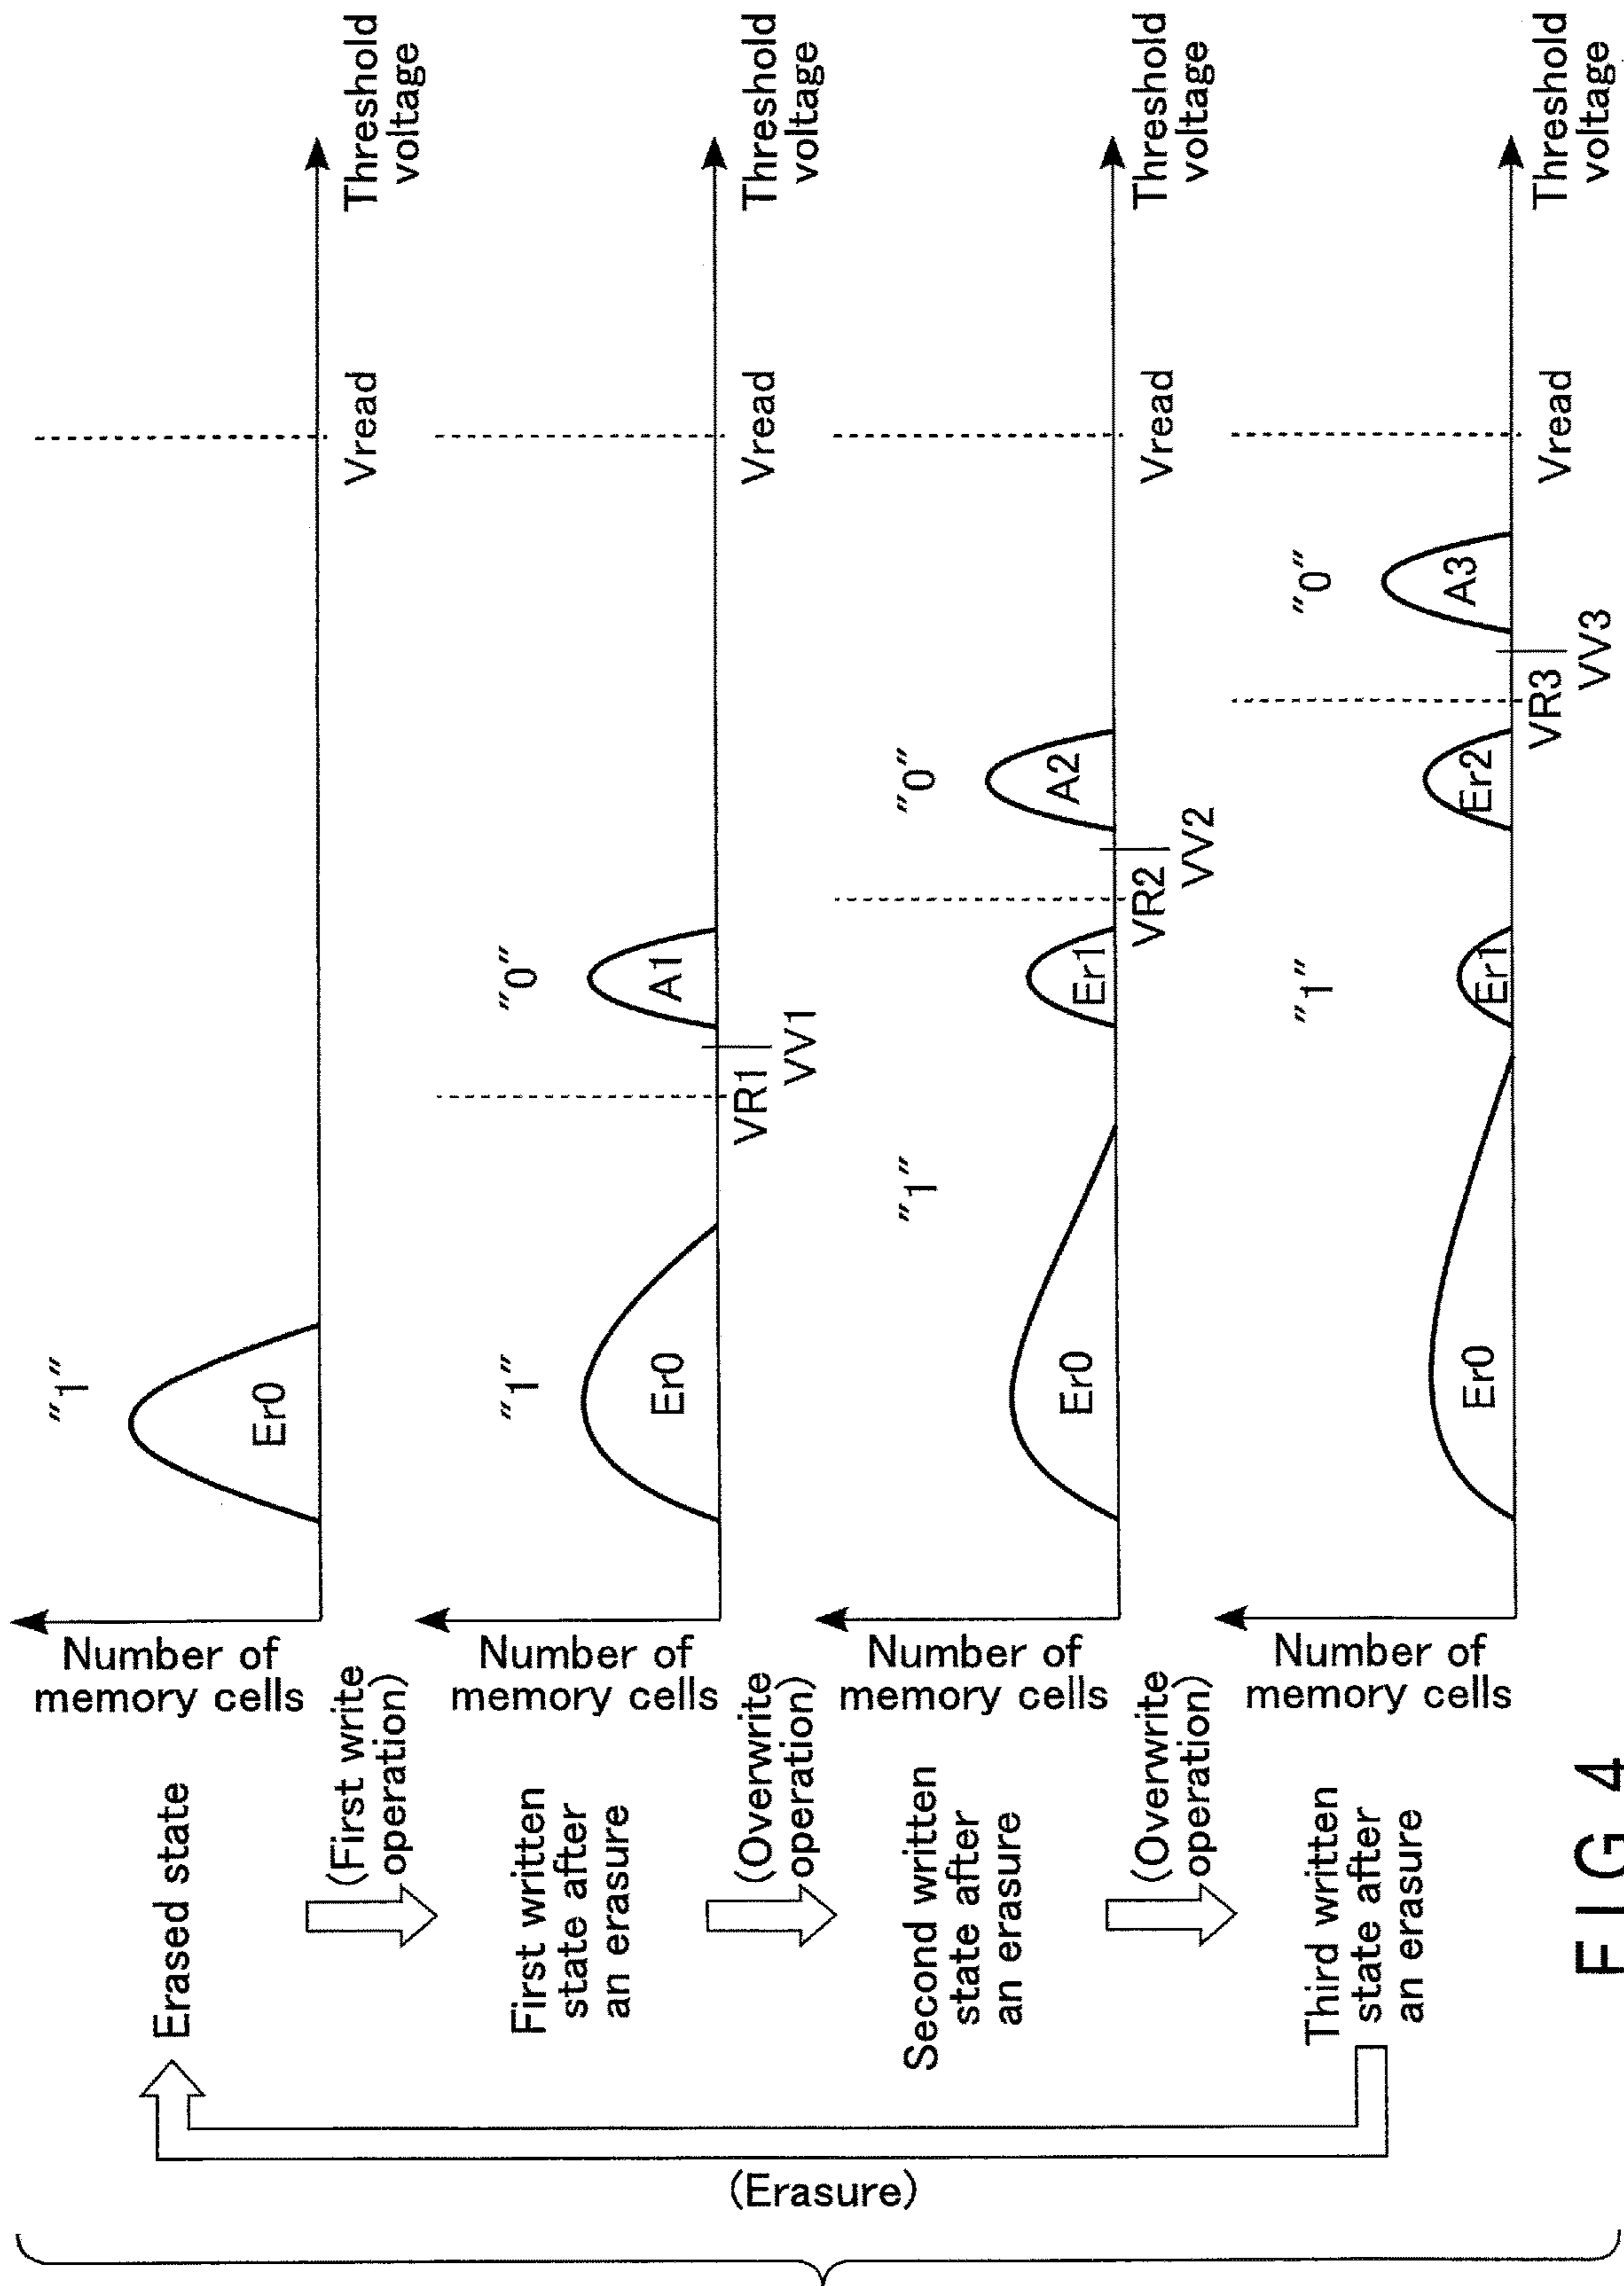 "1"
Er0
Number of
memory cells
Vread
Threshold
voltage
Erased state
(First write
operation)
"1"
"0"
Er0
A1
Number of
memory cells
VR1
VV1
Vread
Threshold
voltage
First written
state after
an erasure
(Overwrite
operation)
"1"
"0"
Er0
Er1
A2
Number of
memory cells
VR2
VV2
Vread
Threshold
voltage
Second written
state after
an erasure
(Overwrite
operation)
"1"
"0"
Er0
Er1
Er2
A3
Number of
memory cells
VR3
VV3
Vread
Threshold
voltage
Third written
state after
an erasure
(Erasure)
FIG 4